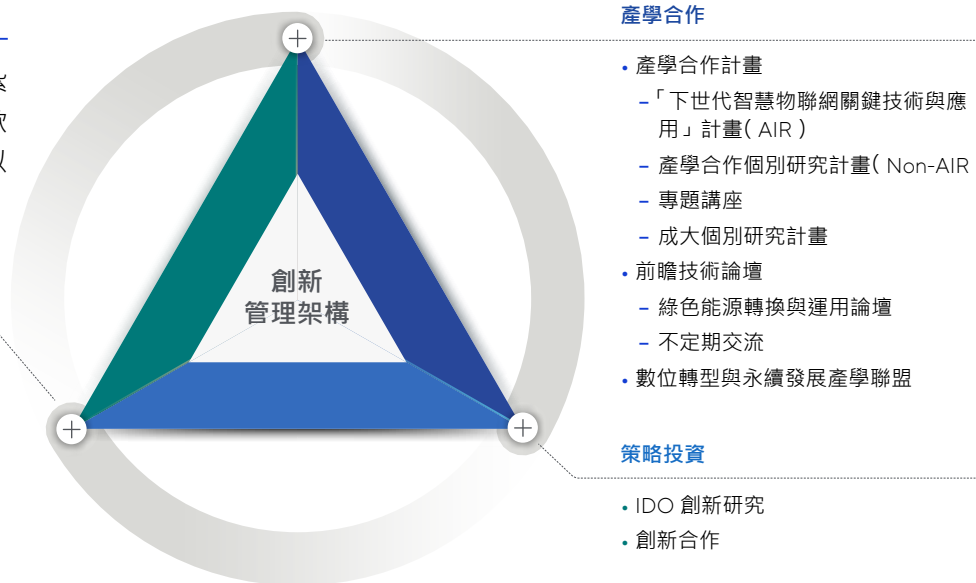 產學合作
• 產學合作計畫
–「下世代智慧物聯網關鍵技術與應
用」計畫( AIR )
– 產學合作個別研究計畫( Non-AIR
– 專題講座
– 成大個別研究計畫
• 前瞻技術論壇
– 綠色能源轉換與運用論壇
– 不定期交流
• 數位轉型與永續發展產學聯盟
創新
管理架構
策略投資
• IDO 創新研究
• 創新合作